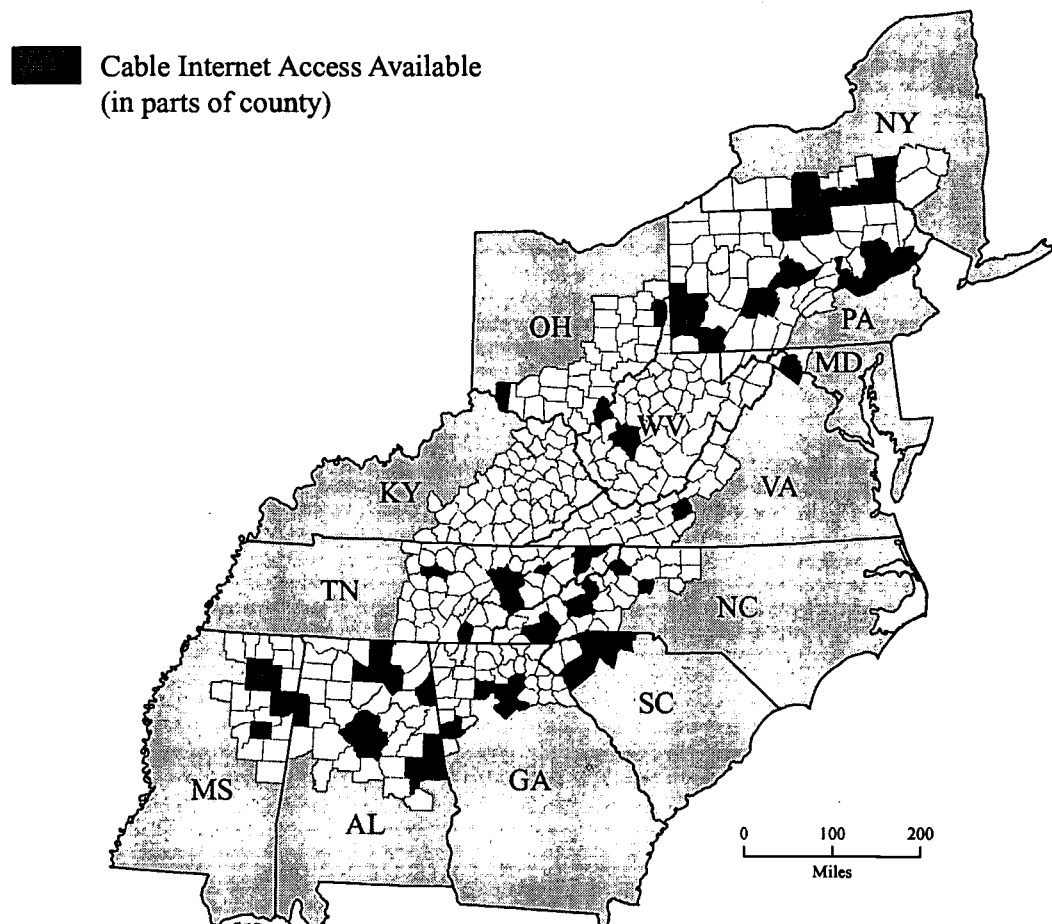 Cable Internet Access Available
(in parts of county)
NY
OH
PA
MD
WV
KY
VA
TN
NC
SC
MS
AL
GA
0 100 200
Miles